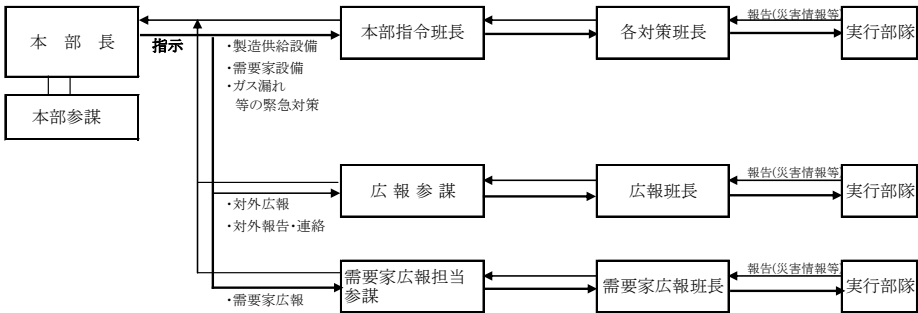 本 部 長
指示
本部参謀
・製造供給設備
・需要家設備
・ガス漏れ
等の緊急対策
本部指令班長
各対策班長
報告(災害情報等
実行部隊
・対外広報
・対外報告・連絡
広 報 参 謀
広報班長
報告(災害情報等
実行部隊
・需要家広報
需要家広報担当
参謀
需要家広報班長
報告(災害情報等
実行部隊